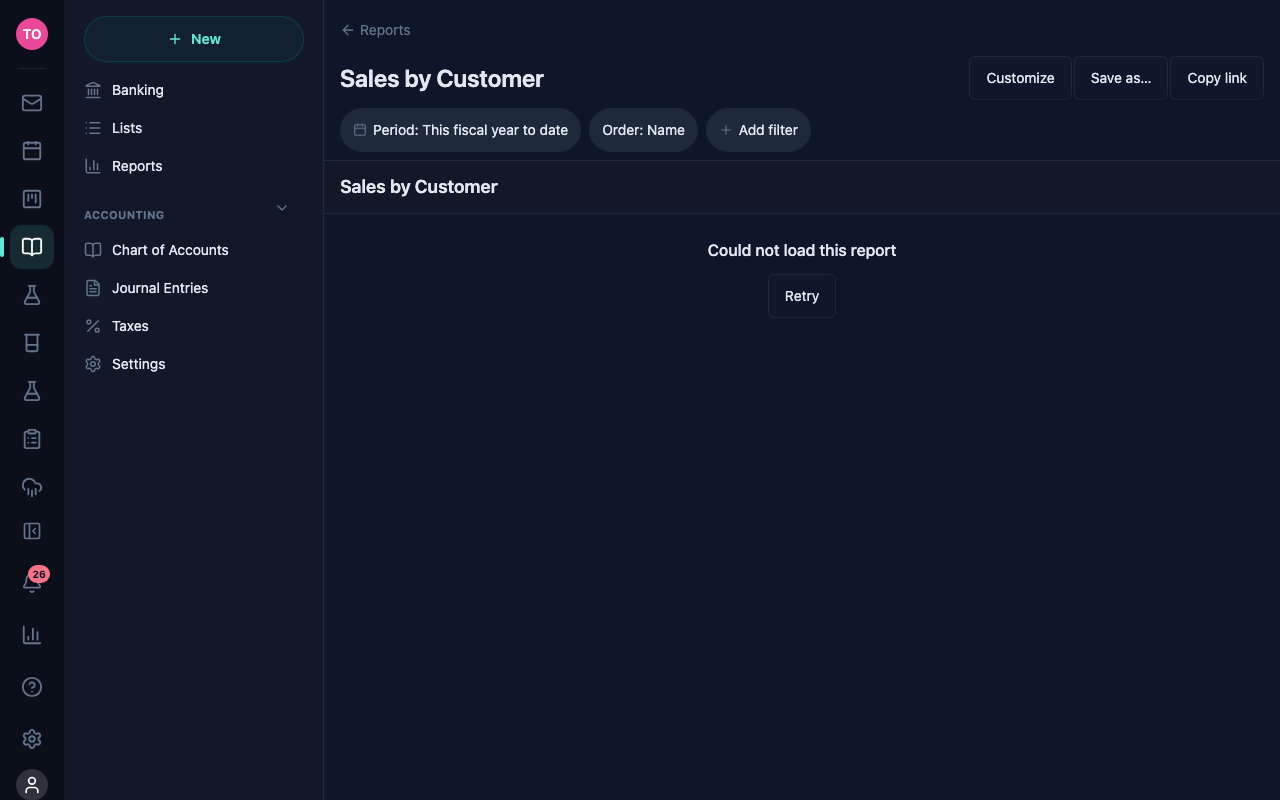 TO
New
Banking
Lists
Reports
ACCOUNTING
Chart of Accounts
Journal Entries
Taxes
Settings
26
Reports
Sales by Customer
Customize
Save as...
Copy link
Period: This fiscal year to date
Order: Name
Add filter
Sales by Customer
Could not load this report
Retry